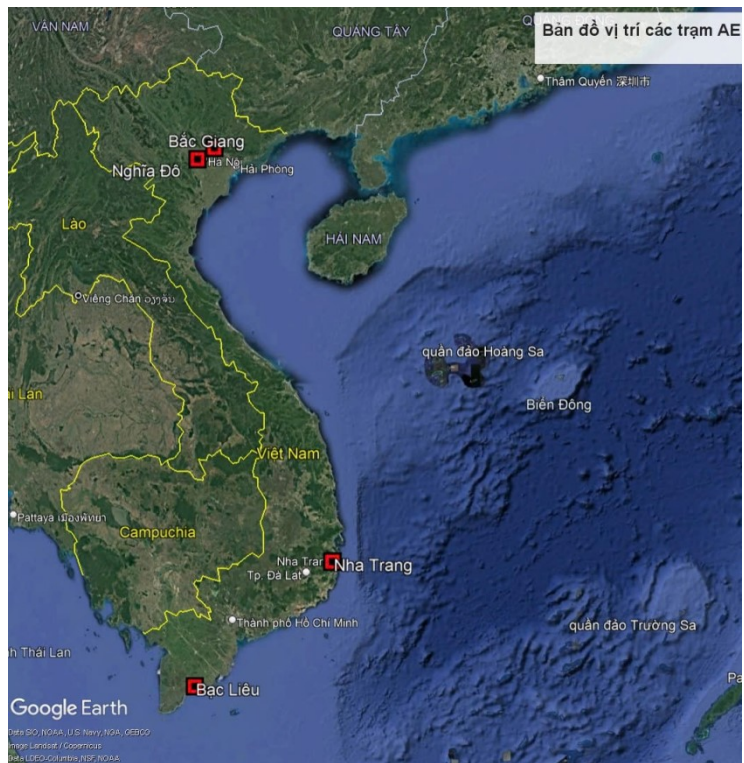 VÂN NAM
QUẢNG TÂY
Bản đồ vị trí các trạm AE
Thâm Quyến 深圳市
Bắc Giang
Hà Nộ
Hải Phòng
Nghĩa Đô
Lào
HẢI NAM
Viêng Chăn ວຽງຈັນ
quần đảo Hoàng Sa
Biển Đông
Việt Nam
Pattaya เมืองพัทยา
Campuchia
Nha Trang
Tp. Đà Lạt
Thành phố Hồ Chí Minh
quần đảo Trường Sa
nh Thái Lan
Bạc Liêu
Pa
Google Earth
Data SIO, NOAA, U.S. Navy, NGA, GEBCO
Image Landsat / Copernicus
Data LDEO-Columbia, NSF, NOAA